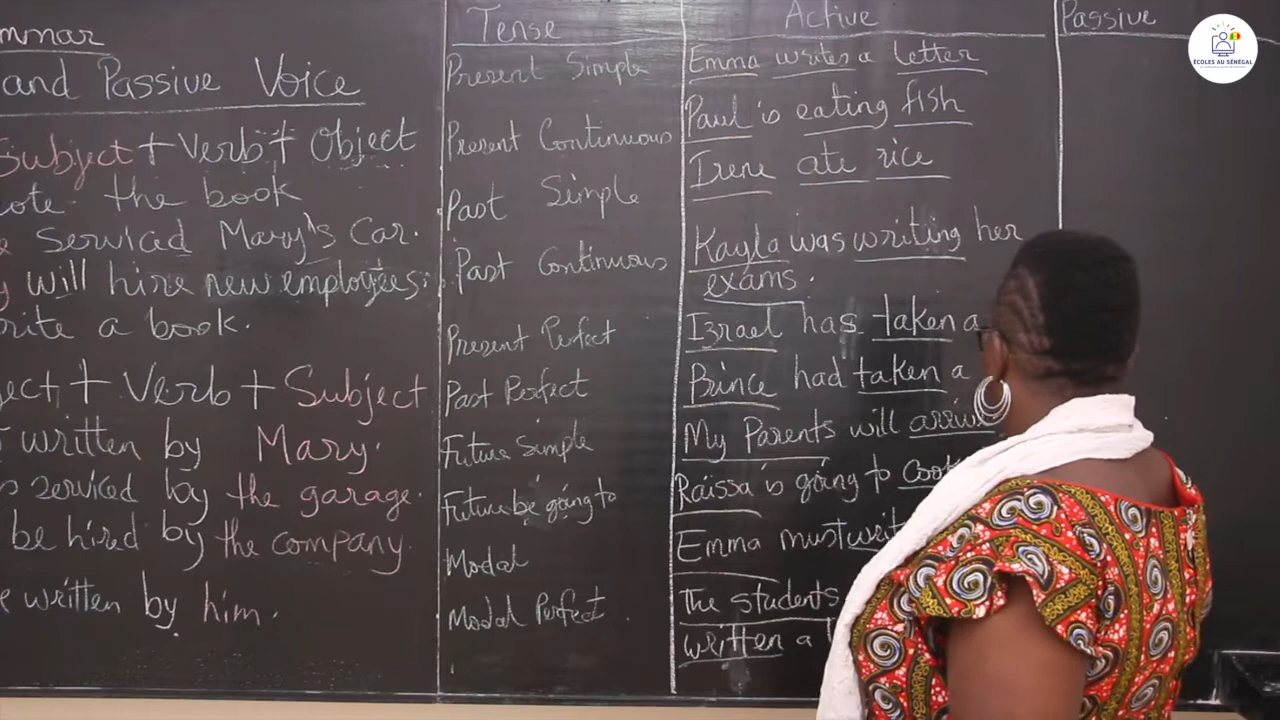 mmar
and Passive Voice
Subject + Verb + Object
ote the book
e serviced Mary's Car.
y will hire new employees.
rite a book.
ject + Verb + Subject
written by Mary.
s serviced by the garage.
be hired by the company
e written by him.
Tense
Present Simple
Present Continuous
Past Simple
Past Continuous
Present Perfect
Past Perfect
Future Simple
Future be going to
Modal
Modal Perfect
Active
Emma writes a letter
Paul is eating fish
Irene ate rice
Kayla was writing her
exams.
Izrael has taken a
Prince had taken a
My Parents will arriv
Raissa is going to cook
Emma must writ
The students
written a
Passive
ÉCOLES AU SÉNÉGAL